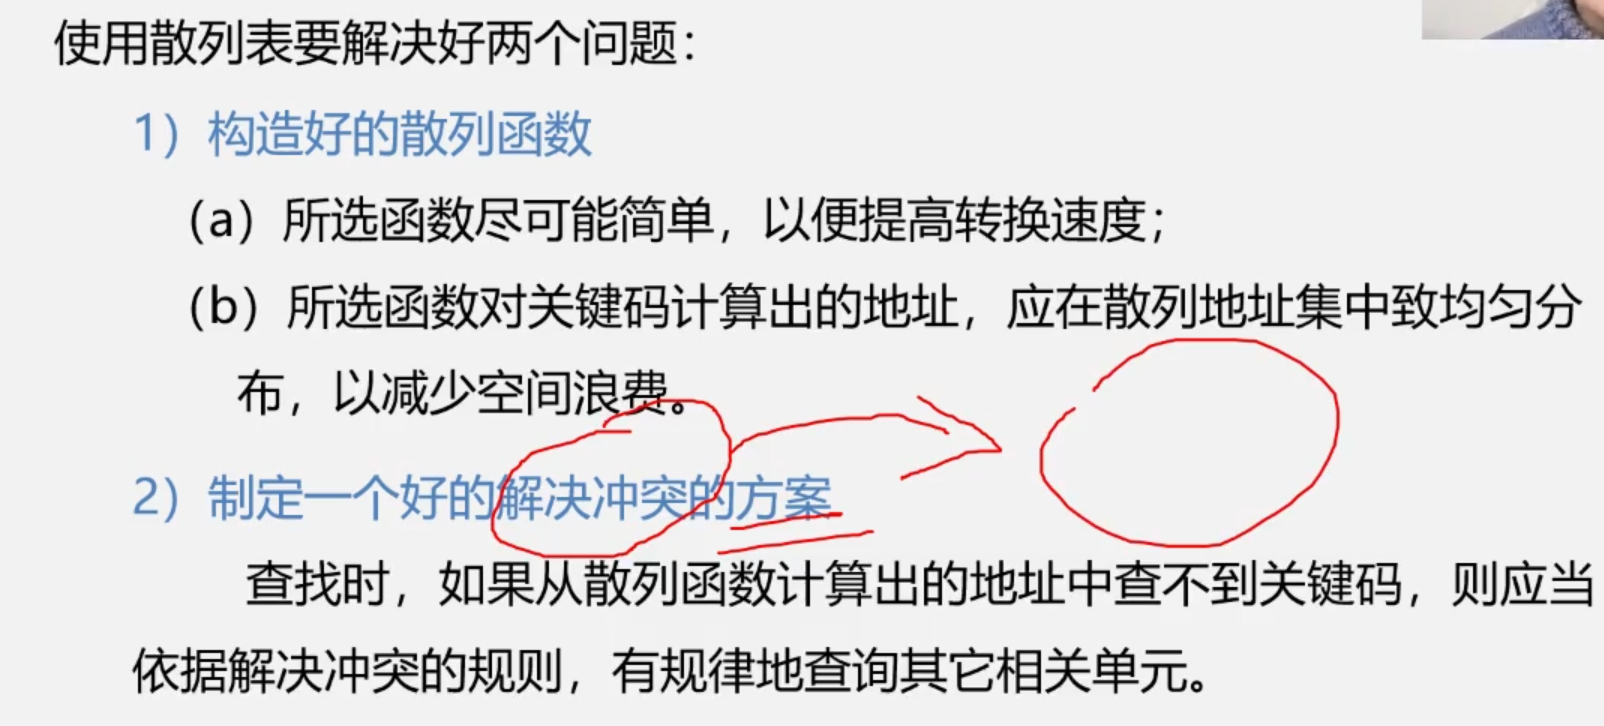 使用散列表要解决好两个问题：
1）构造好的散列函数
（a）所选函数尽可能简单，以便提高转换速度；
（b）所选函数对关键码计算出的地址，应在散列地址集中致均匀分
布，以减少空间浪费。
2）制定一个好的解决冲突的方案
查找时，如果从散列函数计算出的地址中查不到关键码，则应当
依据解决冲突的规则，有规律地查询其它相关单元。